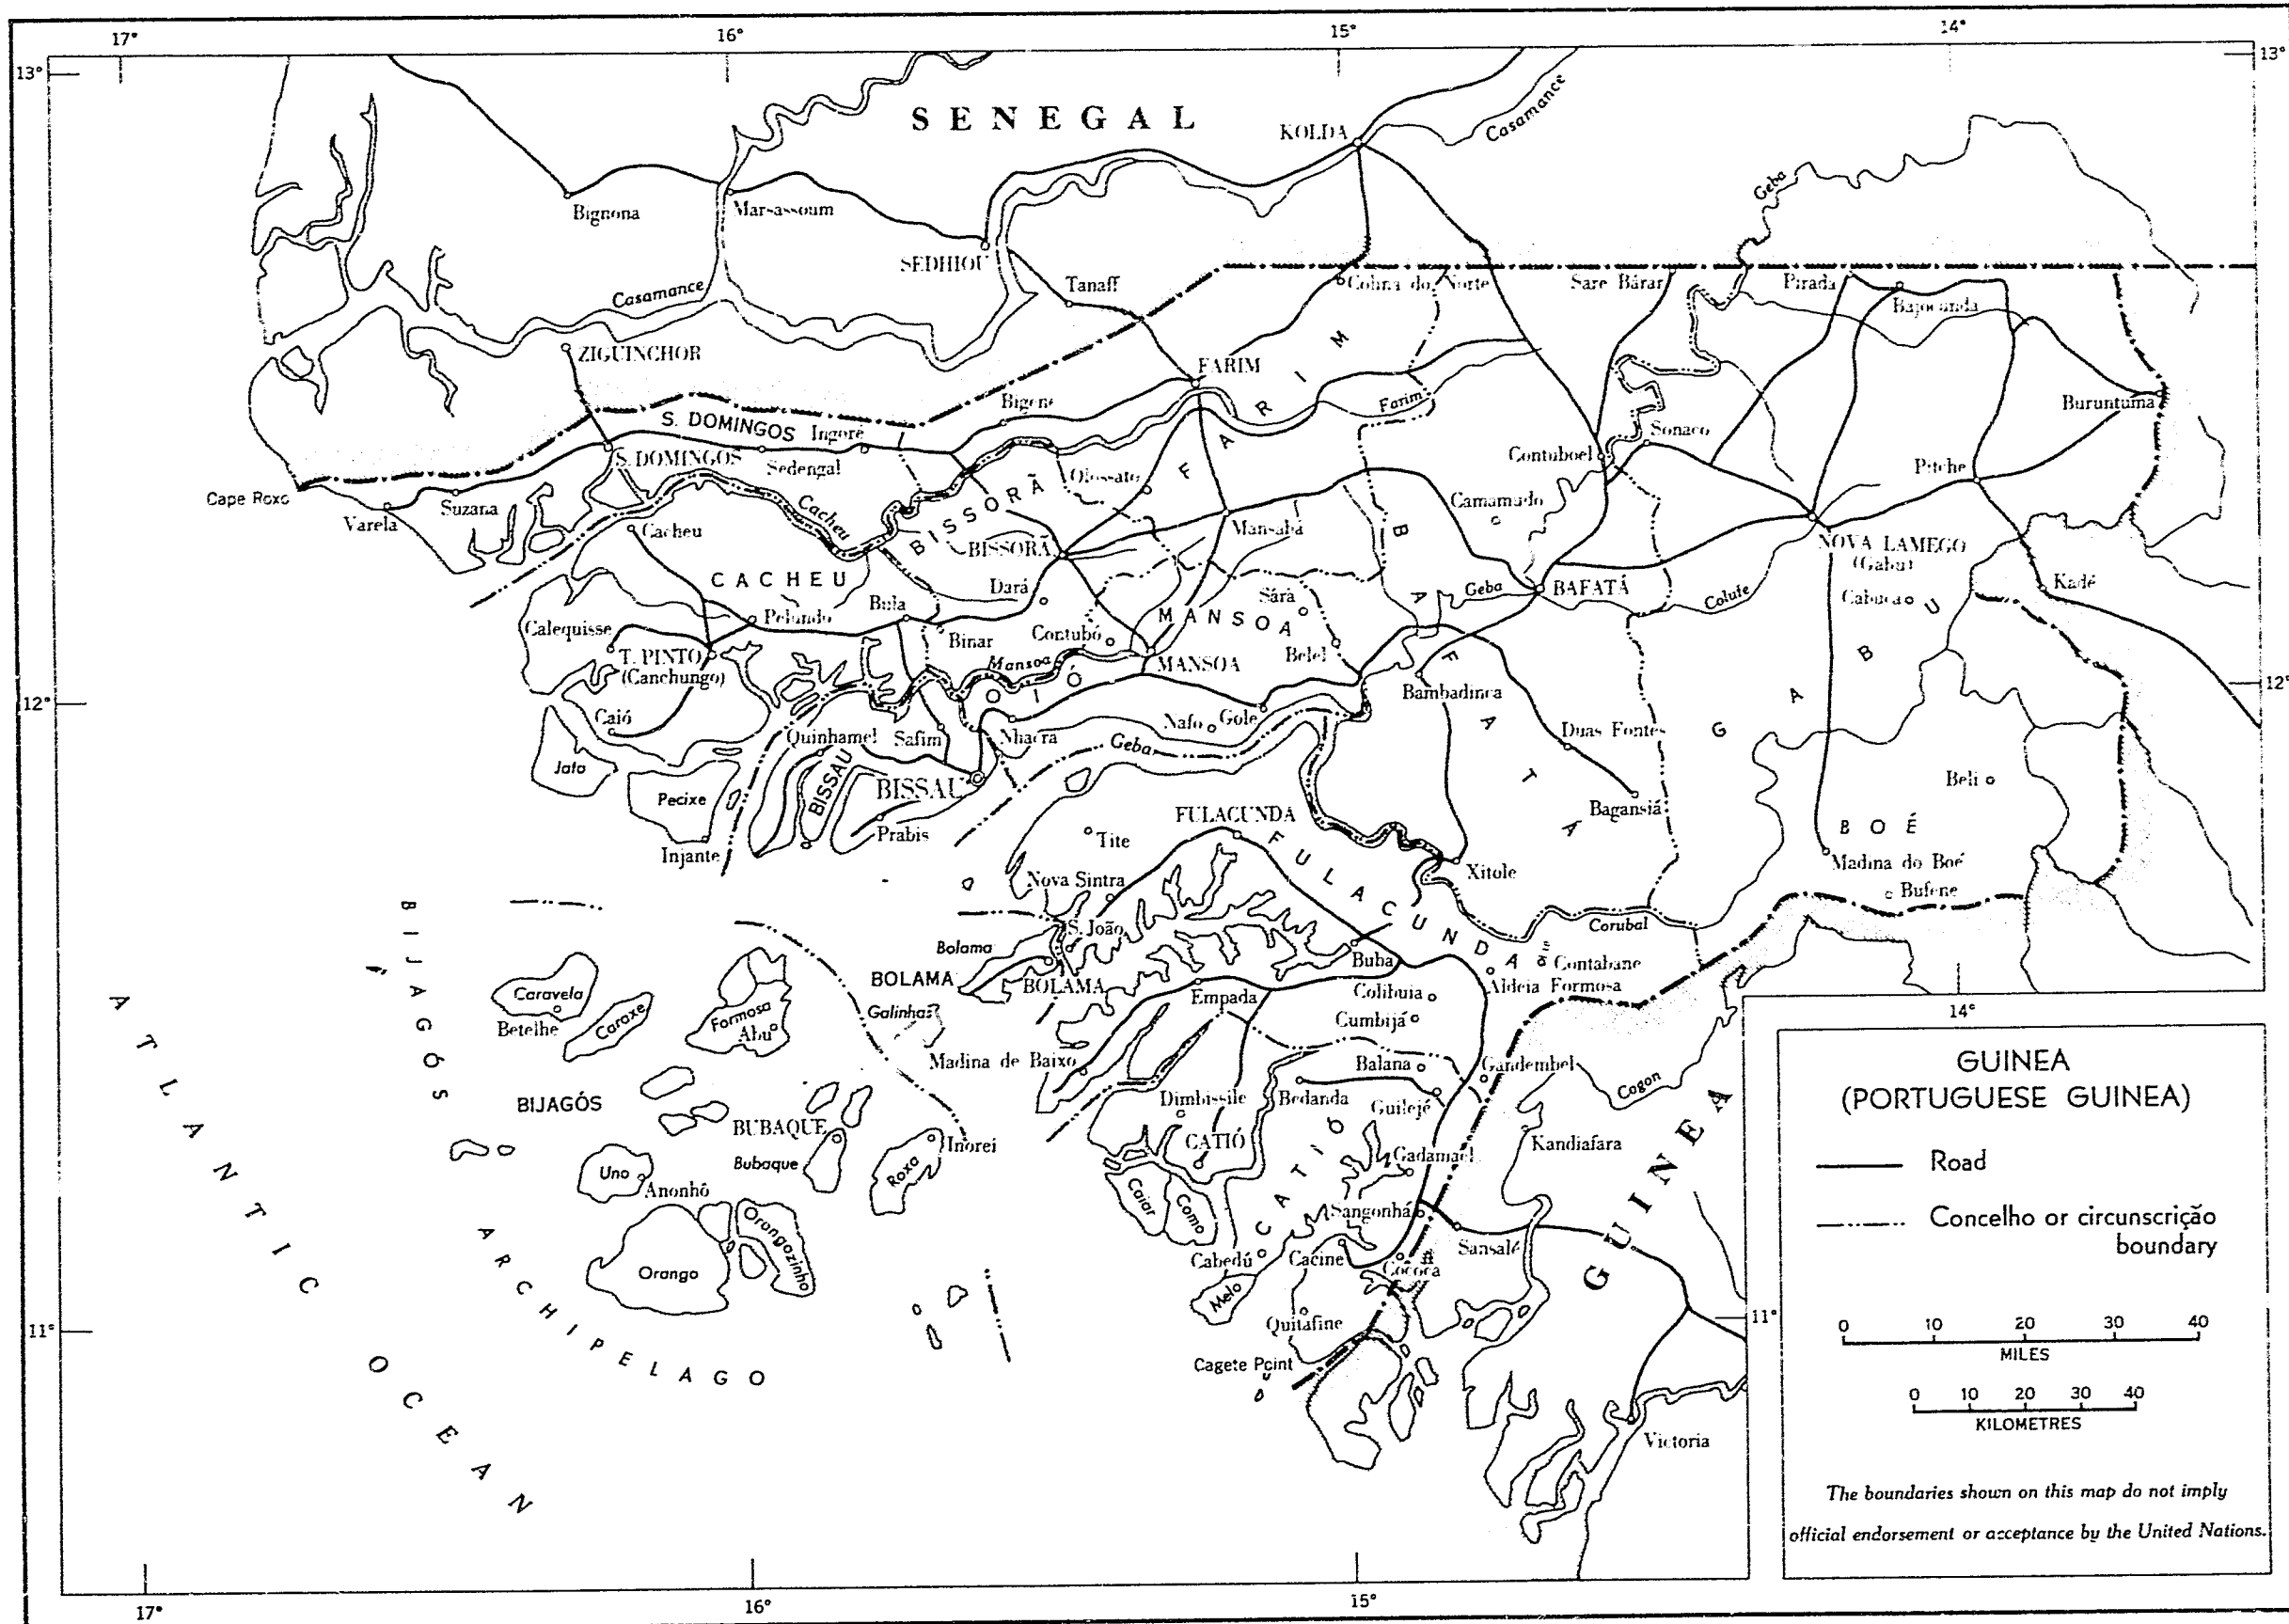 17° 16° 15° 14°
13° 13°
SENEGAL
KOLDA
Casamance
Geba
Bignona
Marsassoum
SEDHIOU
Tanaff
Casamance
Colina do Norte
Sare Bárar
Pirada
Bajocunda
ZIGUINCHOR
FARIM
FARIM
Bigene
Farim
Buruntuma
S. DOMINGOS
Ingoré
S. DOMINGOS
Sedengal
Sonaco
Contuboel
Pitche
Cape Roxo
Varela
Suzana
Cacheu
Cacheu
BISSORÃ
Olossato
Camamudo
Mansabá
BISSORÃ
NOVA LAMEGO
(Gabu)
CACHEU
Dará
Sárà
Geba
BAFATÁ
Colufe
Cabuca
Kadé
BAFATÁ
GABU
Calequisse
Pelundo
Bula
Binar
Contubó
MANSOA
T. PINTO
(Canchungo)
Mansoa
MANSOA
Belel
Bambadinca
OIÓ
12° 12°
Caió
Quinhamel
Safim
Nhacra
Nafo
Gole
Geba
Duas Fontes
Jata
Pecixe
BISSAU
BISSAU
Bagansiá
Beli
Injante
Prabis
Tite
FULACUNDA
FULACUNDA
BOÉ
Madina do Boé
Bufene
Xitole
Nova Sintra
Corubal
S. João
Bolama
BOLAMA
BOLAMA
Buba
Contabane
Aldeia Formosa
Empada
Colibuia
Cumbijá
BIJAGÓS ARCHIPELAGO
Caravela
Betelhe
Caraxe
Formosa
Abu
Galinhas
Madina de Baixo
Balana
Gandembel
Cogon
ATLANTIC OCEAN
BIJAGÓS
Dimbissile
Bedanda
Guilejé
BUBAQUE
Bubaque
Inorei
CATIÓ
CATIÓ
Gadamael
Kandiafara
GUINEA
Uno
Anonhô
Roxa
Caiar
Como
Sangonhá
Orangozinho
Orango
Cabedú
Cacine
Sansalé
Cococa
Melo
Quitafine
11° 11°
Cagete Point
Victoria
14°
GUINEA
(PORTUGUESE GUINEA)
Road
Concelho or circunscrição
boundary
0 10 20 30 40
MILES
0 10 20 30 40
KILOMETRES
The boundaries shown on this map do not imply
official endorsement or acceptance by the United Nations.
17° 16° 15°